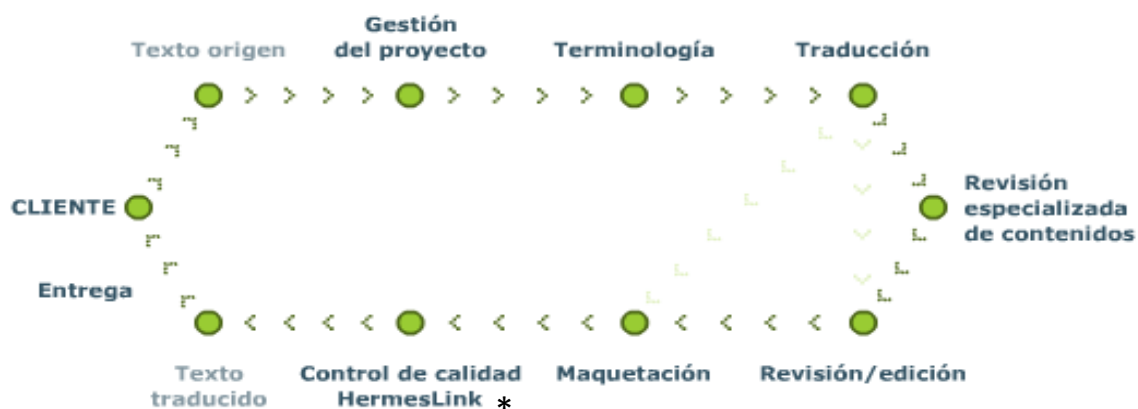 Texto origen
Gestión
del proyecto
Terminología
Traducción
CLIENTE
Revisión
especializada
de contenidos
Entrega
Texto
traducido
Control de calidad
HermesLink *
Maquetación
Revisión/edición